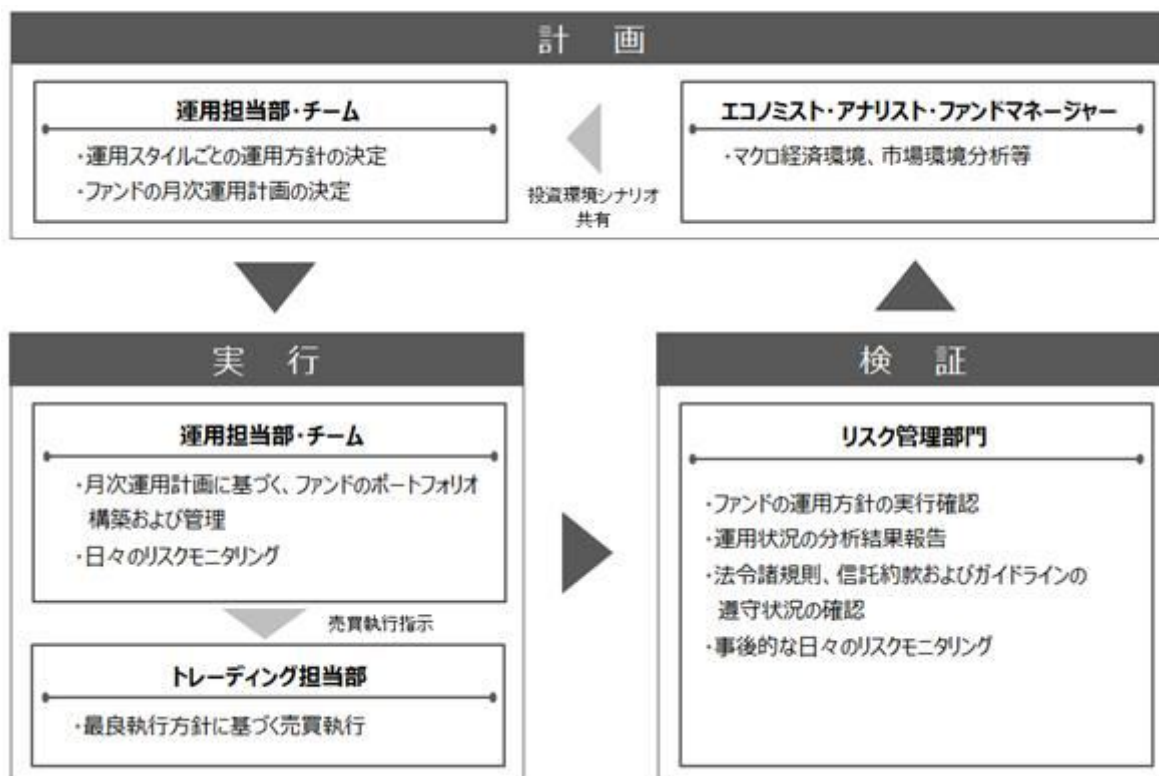 計 画
運用担当部・チーム
・運用スタイルごとの運用方針の決定
・ファンドの月次運用計画の決定
投資環境シナリオ
共有
エコノミスト・アナリスト・ファンドマネージャー
・マクロ経済環境、市場環境分析等
実 行
運用担当部・チーム
・月次運用計画に基づく、ファンドのポートフォリオ
構築および管理
・日々のリスクモニタリング
売買執行指示
トレーディング担当部
・最良執行方針に基づく売買執行
検 証
リスク管理部門
・ファンドの運用方針の実行確認
・運用状況の分析結果報告
・法令諸規則、信託約款およびガイドラインの
遵守状況の確認
・事後的な日々のリスクモニタリング